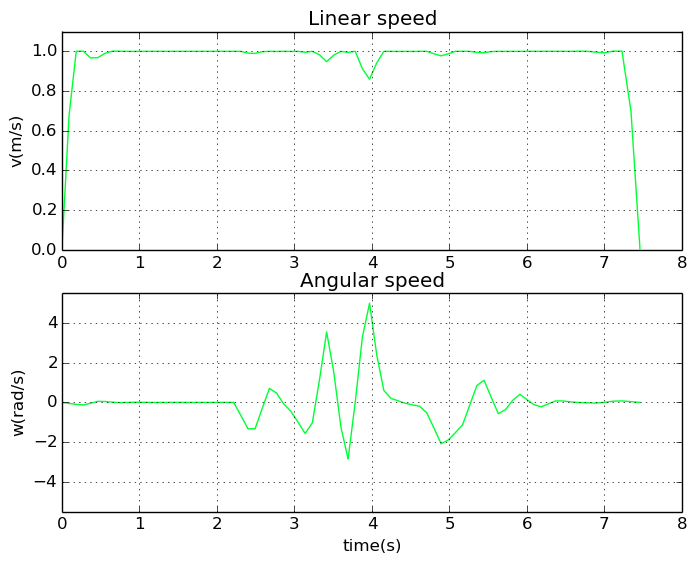 Linear speed
1.0
0.8
0.6
0.4
0.2
0.0
v(m/s)
0 1 2 3 4 5 6 7 8
Angular speed
4
2
0
−2
−4
w(rad/s)
0 1 2 3 4 5 6 7 8
time(s)